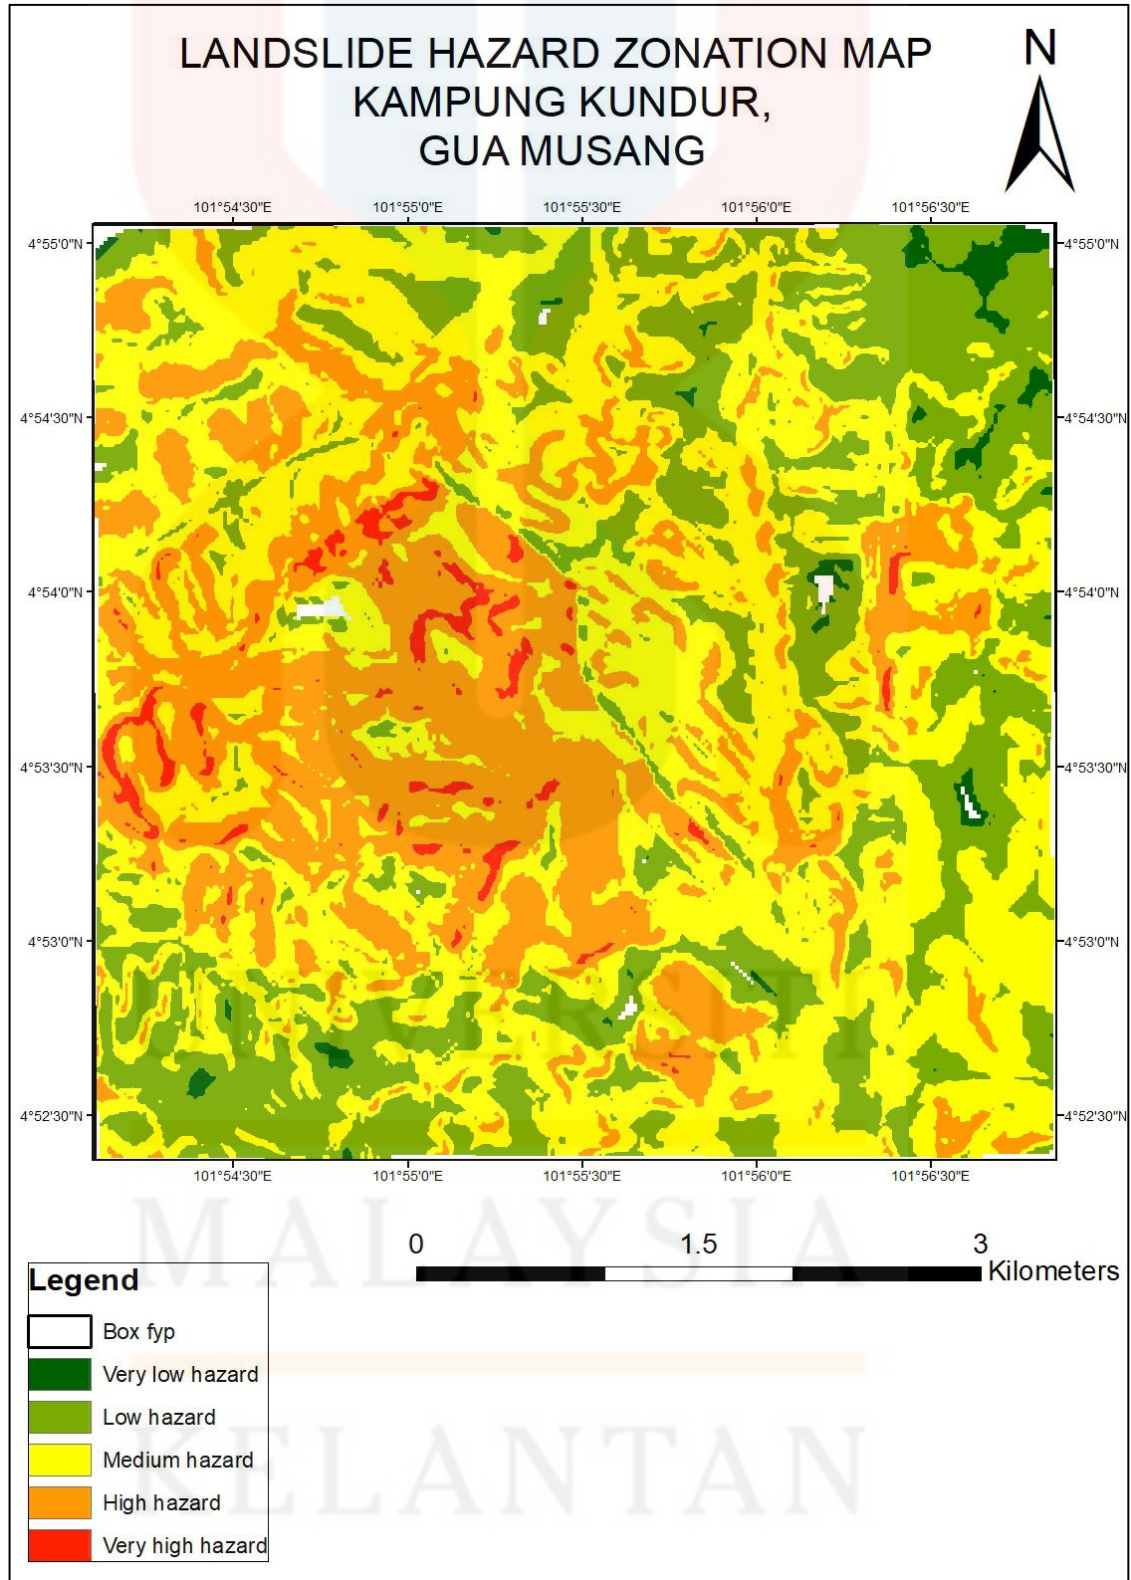 LANDSLIDE HAZARD ZONATION MAP
KAMPUNG KUNDUR,
GUA MUSANG
N
101°54'30"E 101°55'0"E 101°55'30"E 101°56'0"E 101°56'30"E
4°55'0"N 4°55'0"N
4°54'30"N 4°54'30"N
4°54'0"N 4°54'0"N
4°53'30"N 4°53'30"N
4°53'0"N 4°53'0"N
UNIVERSITI
4°52'30"N 4°52'30"N
101°54'30"E 101°55'0"E 101°55'30"E 101°56'0"E 101°56'30"E
MALAYSIA
0 1.5 3
Kilometers
Legend
Box fyp
Very low hazard
Low hazard
KELANTAN
Medium hazard
High hazard
Very high hazard